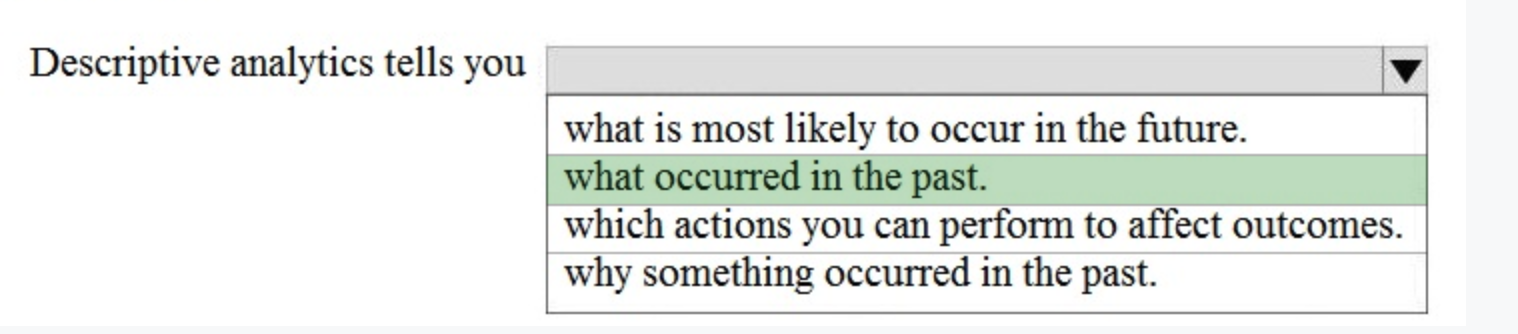 Descriptive analytics tells you
what is most likely to occur in the future.
what occurred in the past.
which actions you can perform to affect outcomes.
why something occurred in the past.